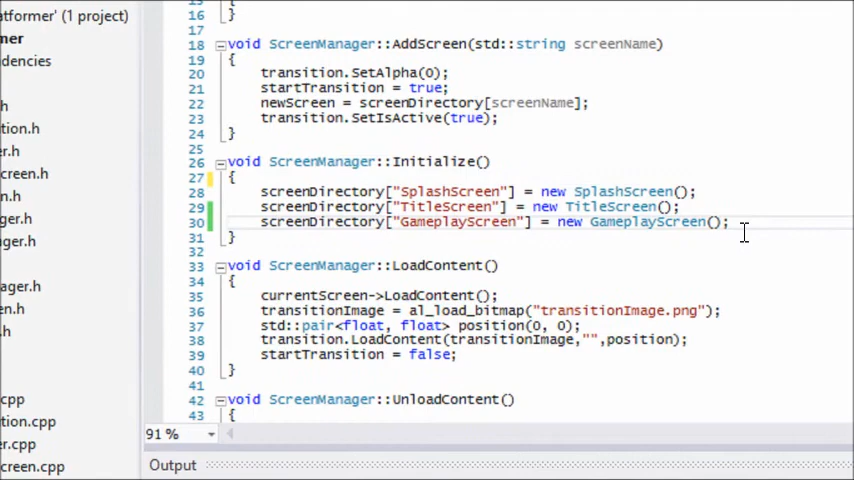 atformer' (1 project)
mer
dencies
h
tion.h
er.h
creen.h
n.h
ger.h
er.h
ager.h
en.h
.h
cpp
tion.cpp
er.cpp
creen.cpp
16 }
17
18 void ScreenManager::AddScreen(std::string screenName)
19 {
20 transition.SetAlpha(0);
21 startTransition = true;
22 newScreen = screenDirectory[screenName];
23 transition.SetIsActive(true);
24 }
25
26 void ScreenManager::Initialize()
27 {
28 screenDirectory["SplashScreen"] = new SplashScreen();
29 screenDirectory["TitleScreen"] = new TitleScreen();
30 screenDirectory["GameplayScreen"] = new GameplayScreen();
31 }
32
33 void ScreenManager::LoadContent()
34 {
35 currentScreen->LoadContent();
36 transitionImage = al_load_bitmap("transitionImage.png");
37 std::pair<float, float> position(0, 0);
38 transition.LoadContent(transitionImage,"",position);
39 startTransition = false;
40 }
41
42 void ScreenManager::UnloadContent()
43 {
91 %
Output